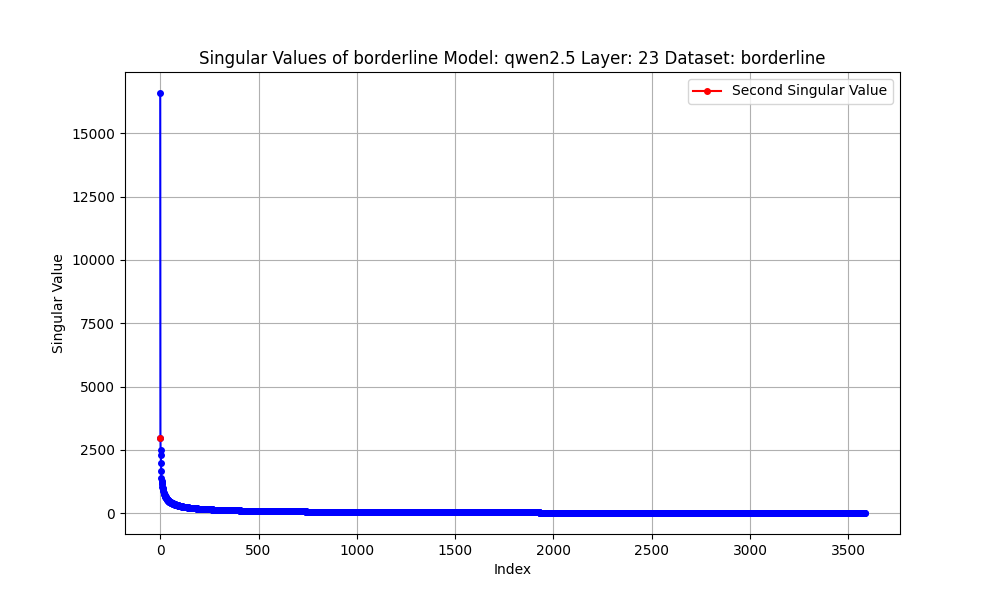 Singular Values of borderline Model: qwen2.5 Layer: 23 Dataset: borderline
Second Singular Value
15000
12500
10000
7500
5000
2500
0
Singular Value
0 500 1000 1500 2000 2500 3000 3500
Index